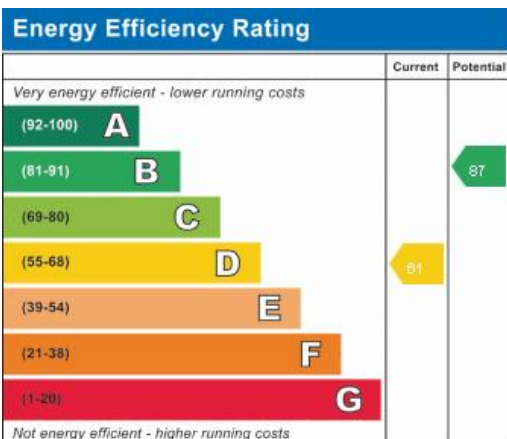 Energy Efficiency Rating
Current Potential
Very energy efficient - lower running costs
(92-100) A
(81-91) B 87
(69-80) C
(55-68) D 61
(39-54) E
(21-38) F
(1-20) G
Not energy efficient - higher running costs